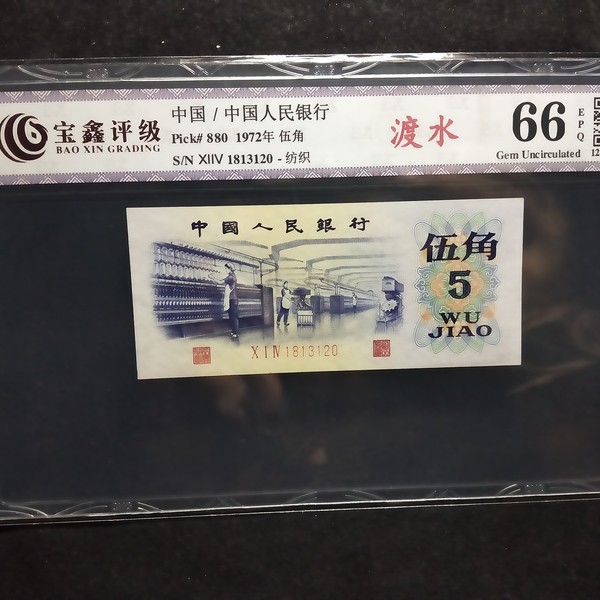 宝鑫评级
BAO XIN GRADING
中国 / 中国人民银行
Pick# 880 1972年 伍角
S/N XIIV 1813120 - 纺织
渡水
66
EPQ
Gem Uncirculated
12
中國人民銀行
伍角
5
WU
JIAO
XIIV1813120